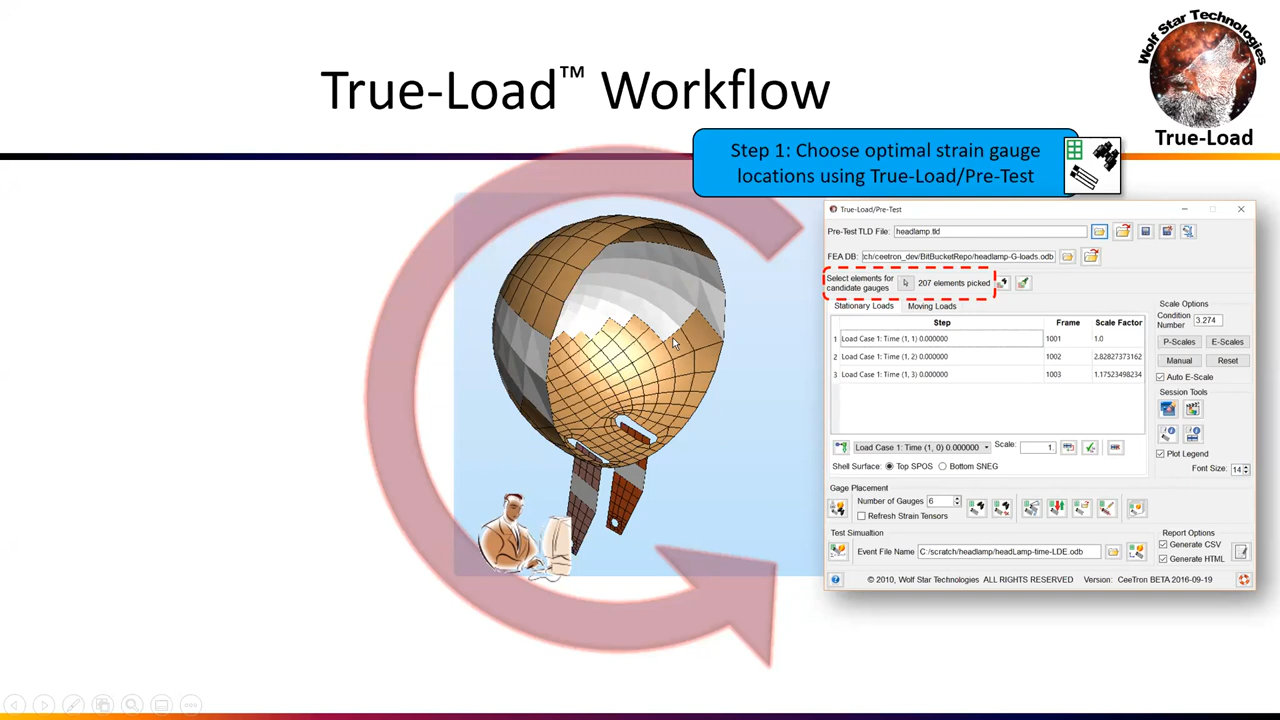 True-Load™ Workflow
Wolf Star Technologies
True-Load
Step 1: Choose optimal strain gauge
locations using True-Load/Pre-Test
True-Load/Pre-Test
Pre-Test TLD File: headlamp.tld
FEA DB: ch/ceetron_dev/BitBucketRepo/headlamp-G-loads.odb
Select elements for
candidate gauges
207 elements picked
Stationary Loads Moving Loads
Step Frame Scale Factor
1 Load Case 1: Time (1, 1) 0.000000 1001 1.0
2 Load Case 1: Time (1, 2) 0.000000 1002 2.82827373162
3 Load Case 1: Time (1, 3) 0.000000 1003 1.17523498234
Load Case 1: Time (1, 0) 0.000000 Scale: 1
Shell Surface: Top SPOS Bottom SNEG
Scale Options
Condition
Number 3.274
P-Scales E-Scales
Manual Reset
Auto E-Scale
Session Tools
Plot Legend
Font Size: 14
Gage Placement
Number of Gauges 6
Refresh Strain Tensors
Test Simualtion
Event File Name C:/scratch/headlamp/headLamp-time-LDE.odb
Report Options
Generate CSV
Generate HTML
© 2010, Wolf Star Technologies ALL RIGHTS RESERVED Version: CeeTron BETA 2016-09-19